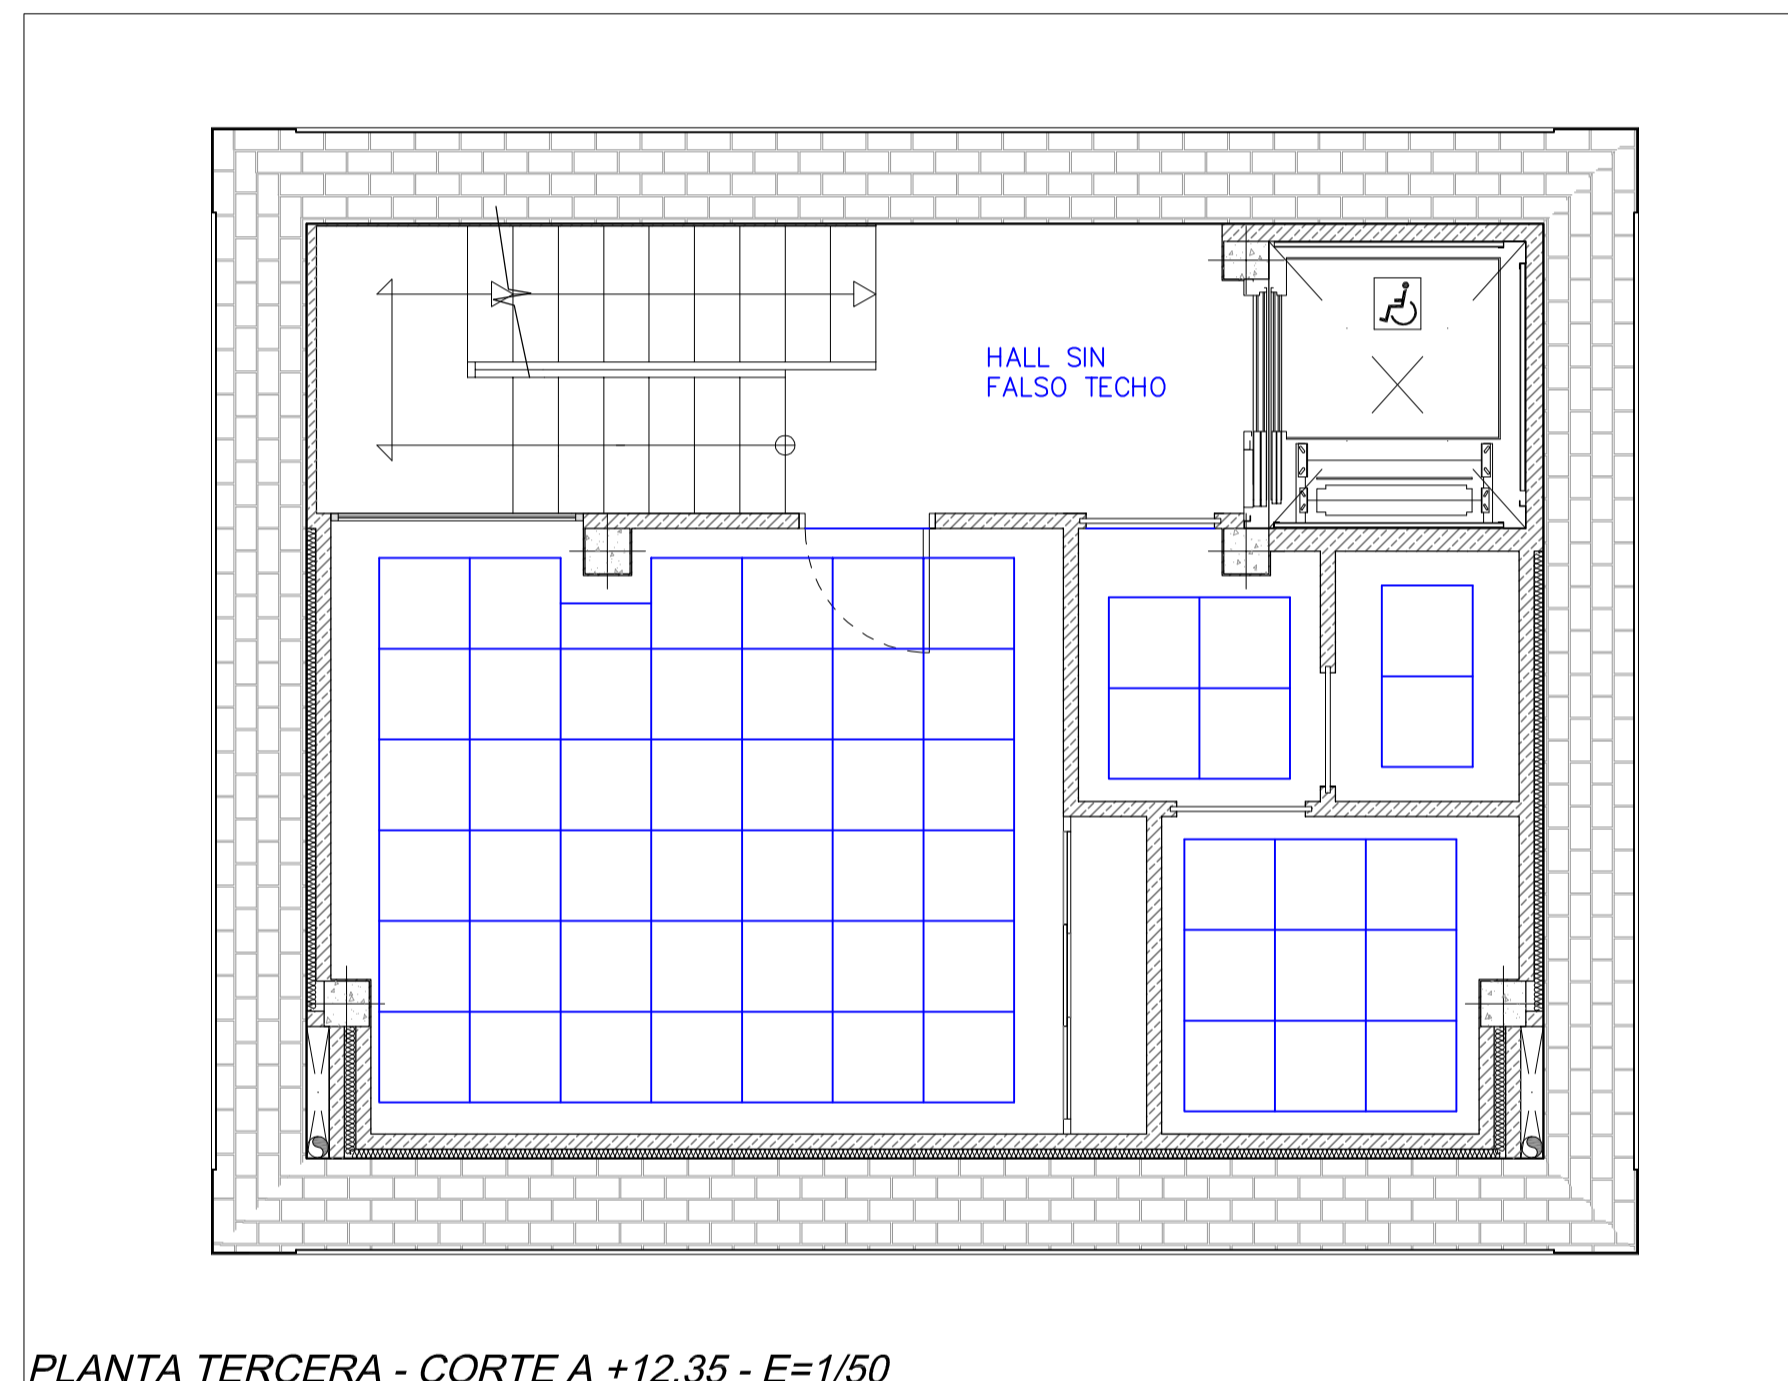 HALL SIN
FALSO TECHO
PLANTA TERCERA - CORTE A +12,35 - E=1/50